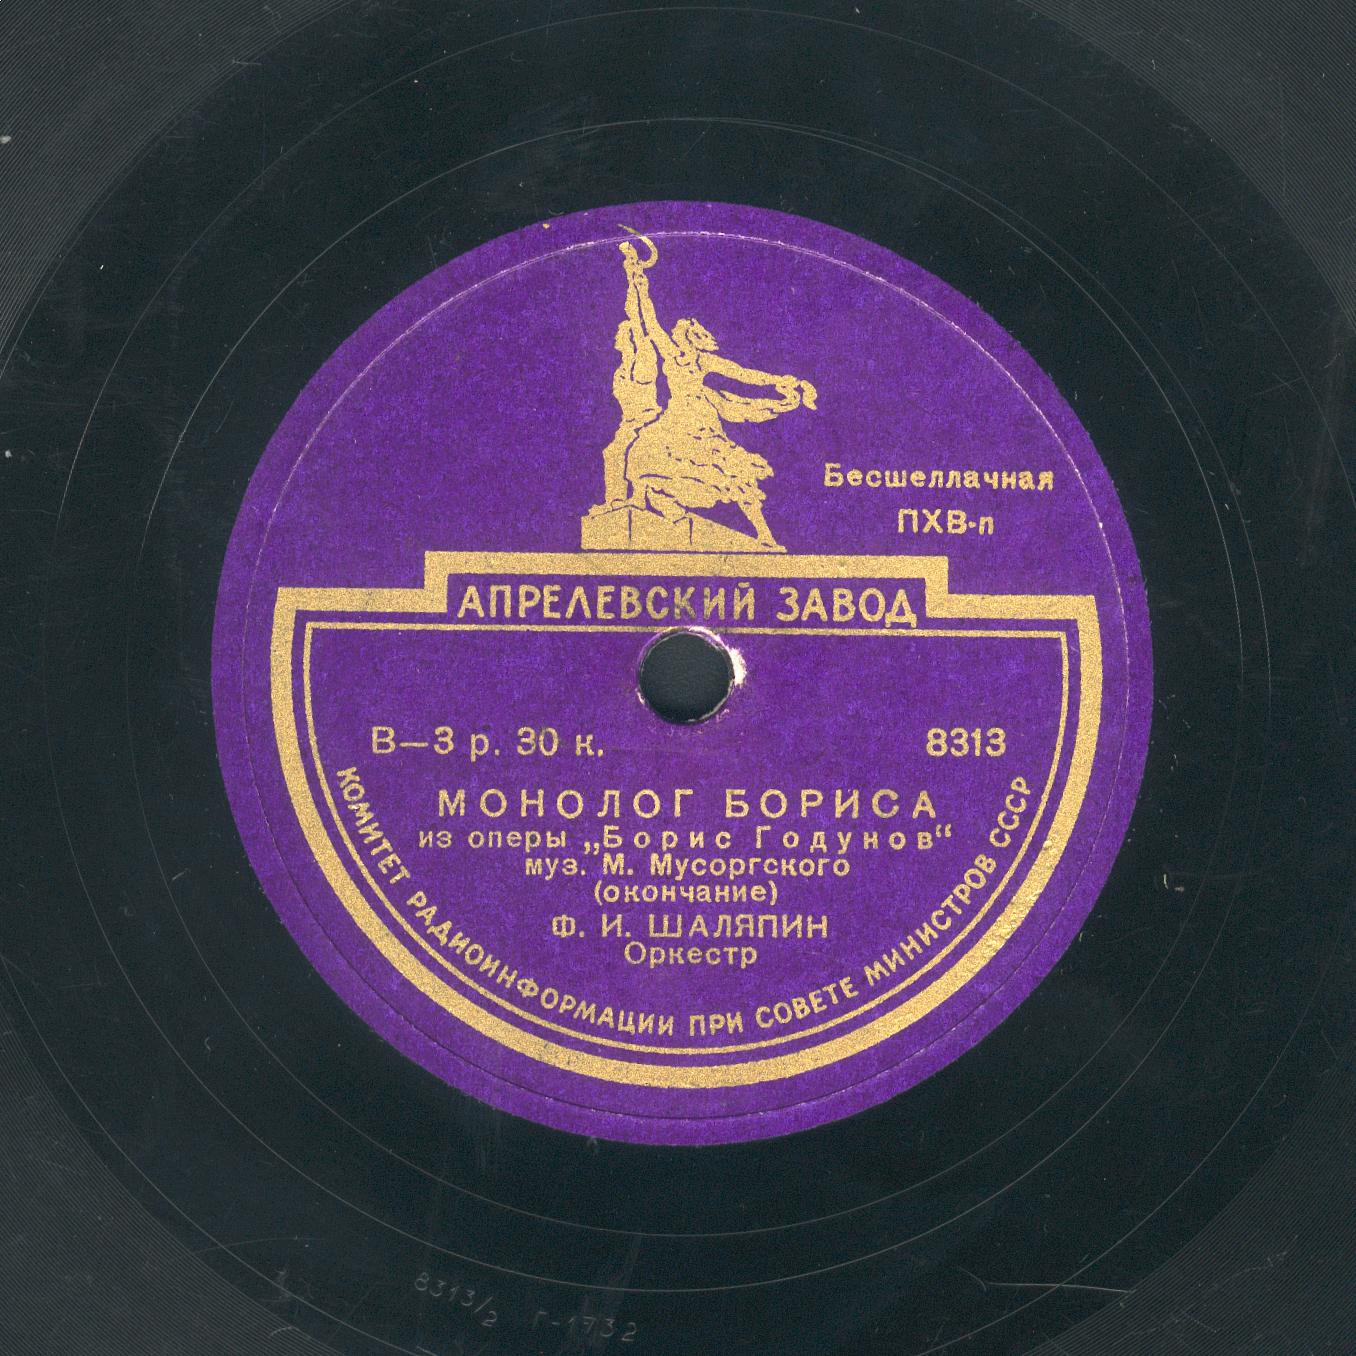 Бесшеллачная
ПХВ-п
АПРЕЛЕВСКИЙ ЗАВОД
В—3 р. 30 к.
8313
МОНОЛОГ БОРИСА
из оперы „Борис Годунов“
муз. М. Мусоргского
(окончание)
Ф. И. ШАЛЯПИН
Оркестр
КОМИТЕТ РАДИОИНФОРМАЦИИ ПРИ СОВЕТЕ МИНИСТРОВ СССР
8313/2 Г-1732